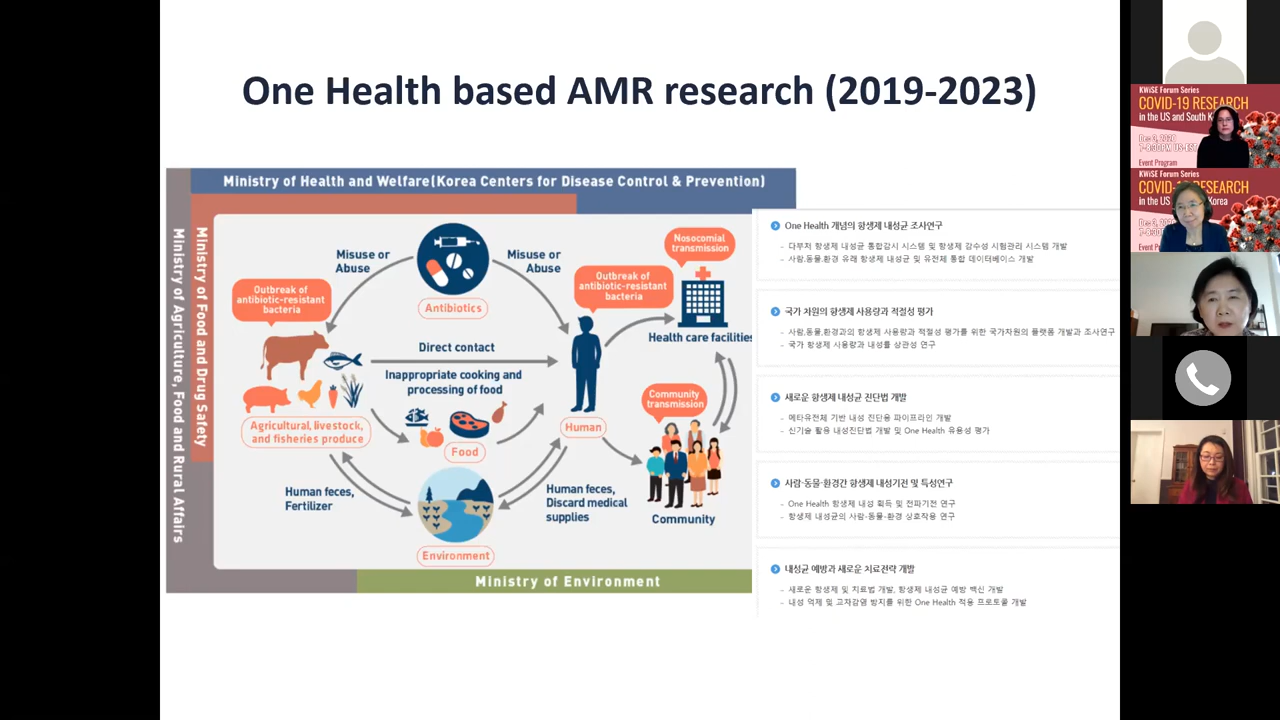 One Health based AMR research (2019-2023)
Ministry of Health and Welfare(Korea Centers for Disease Control & Prevention)
Ministry of Agriculture, Food and Rural Affairs
Ministry of Food and Drug Safety
Misuse or
Abuse
Antibiotics
Misuse or
Abuse
Nosocomial
transmission
Outbreak of
antibiotic-resistant
bacteria
Outbreak of
antibiotic-resistant
bacteria
Health care facilities
Direct contact
Inappropriate cooking and
processing of food
Community
transmission
Agricultural, livestock,
and fisheries produce
Food
Human
Human feces,
Fertilizer
Human feces,
Discard medical
supplies
Community
Environment
Ministry of Environment
One Health 개념의 항생제 내성균 조사연구
- 다부처 항생제 내성균 통합감시 시스템 및 항생제 감수성 시험관리 시스템 개발
- 사람,동물,환경 유래 항생제 내성균 및 유전체 통합 데이터베이스 개발
국가 차원의 항생제 사용량과 적절성 평가
- 사람,동물,환경과의 항생제 사용량과 적절성 평가를 위한 국가차원의 플랫폼 개발과 조사연구
- 국가 항생제 사용량과 내성률 상관성 연구
새로운 항생제 내성균 진단법 개발
- 메타유전체 기반 내성 진단용 파이프라인 개발
- 신기술 활용 내성진단법 개발 및 One Health 유용성 평가
사람·동물·환경간 항생제 내성기전 및 특성연구
- One Health 항생제 내성 획득 및 전파기전 연구
- 항생제 내성균의 사람-동물-환경 상호작용 연구
내성균 예방과 새로운 치료전략 개발
- 새로운 항생제 및 치료법 개발, 항생제 내성균 예방 백신 개발
- 내성 억제 및 교차감염 방지를 위한 One Health 적용 프로토콜 개발
KWiSE Forum Series
COVID-19 RESEARCH
in the US and South K
Dec 3, 2020
7-8:30PM US-EST
Event Program
KWiSE Forum Series
COVID-19 RESEARCH
in the US Korea
Dec 3, 2
Event P